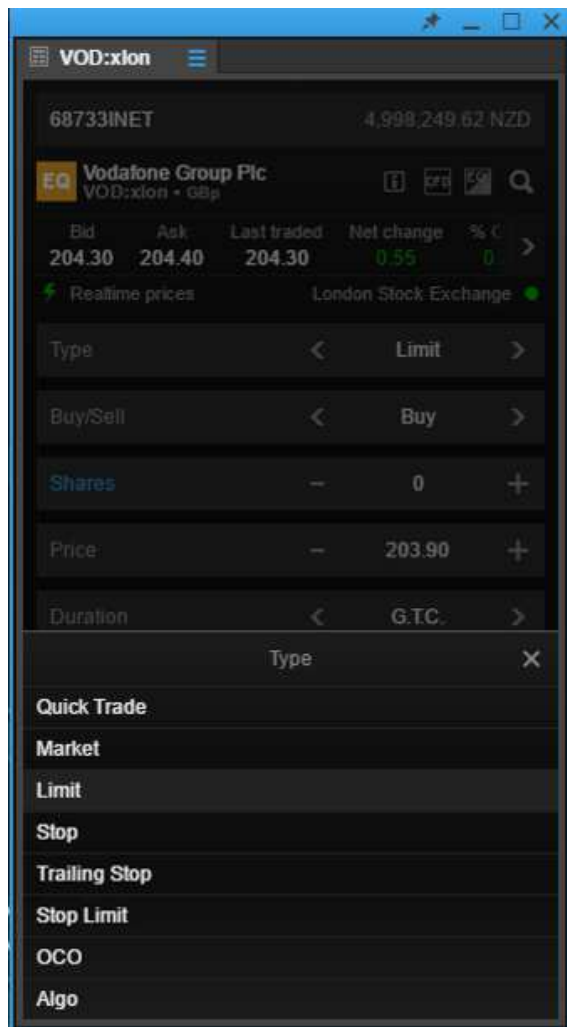 VOD:xlon
68733INET 4,998,249.62 NZD
EQ Vodafone Group Plc
VOD:xlon • GBp
CFD
Bid Ask Last traded Net change %
204.30 204.40 204.30 0.55 0
Realtime prices London Stock Exchange
Type Limit
Buy/Sell Buy
Shares − 0 +
Price − 203.90 +
Duration G.T.C.
Type
Quick Trade
Market
Limit
Stop
Trailing Stop
Stop Limit
OCO
Algo